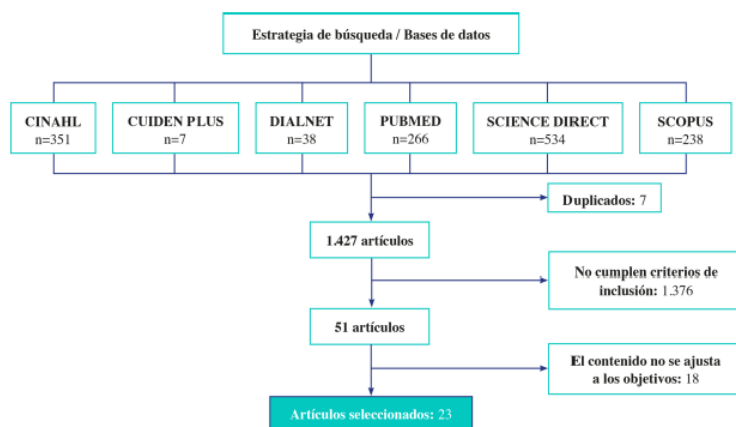 Estrategia de búsqueda / Bases de datos
CINAHL
n=351
CUIDEN PLUS
n=7
DIALNET
n=38
PUBMED
n=266
SCIENCE DIRECT
n=534
SCOPUS
n=238
Duplicados: 7
1.427 artículos
No cumplen criterios de
inclusión: 1.376
51 artículos
El contenido no se ajusta
a los objetivos: 18
Artículos seleccionados: 23